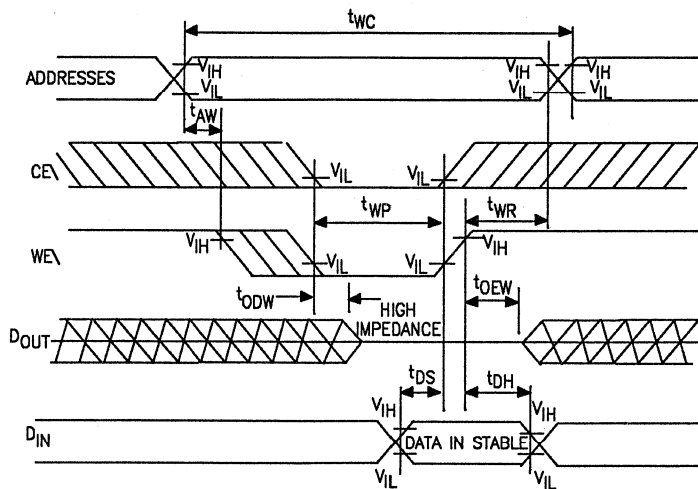 tWC
ADDRESSES
VIH
VIL
VIH
VIL
VIH
VIL
tAW
CE\
VIL
VIL
tWP
tWR
WE\
VIH
VIL
VIL
VIH
tODW
HIGH
IMPEDANCE
tOEW
DOUT
tDS
tDH
DIN
VIH
VIL
DATA IN STABLE
VIH
VIL